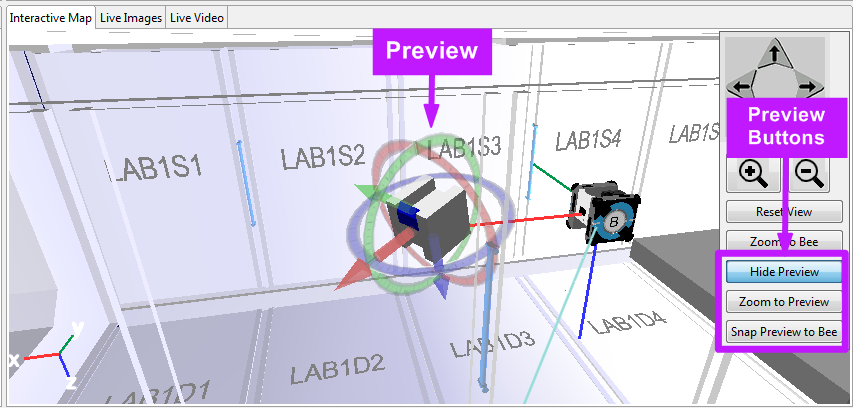 Interactive Map
Live Images
Live Video
Preview
Preview
Buttons
LAB1S1
LAB1S2
LAB1S3
LAB1S4
LAB1S
B
Reset View
Zoom to Bee
Hide Preview
Zoom to Preview
Snap Preview to Bee
LAB1D1
LAB1D2
LAB1D3
LAB1D4
x
y
z